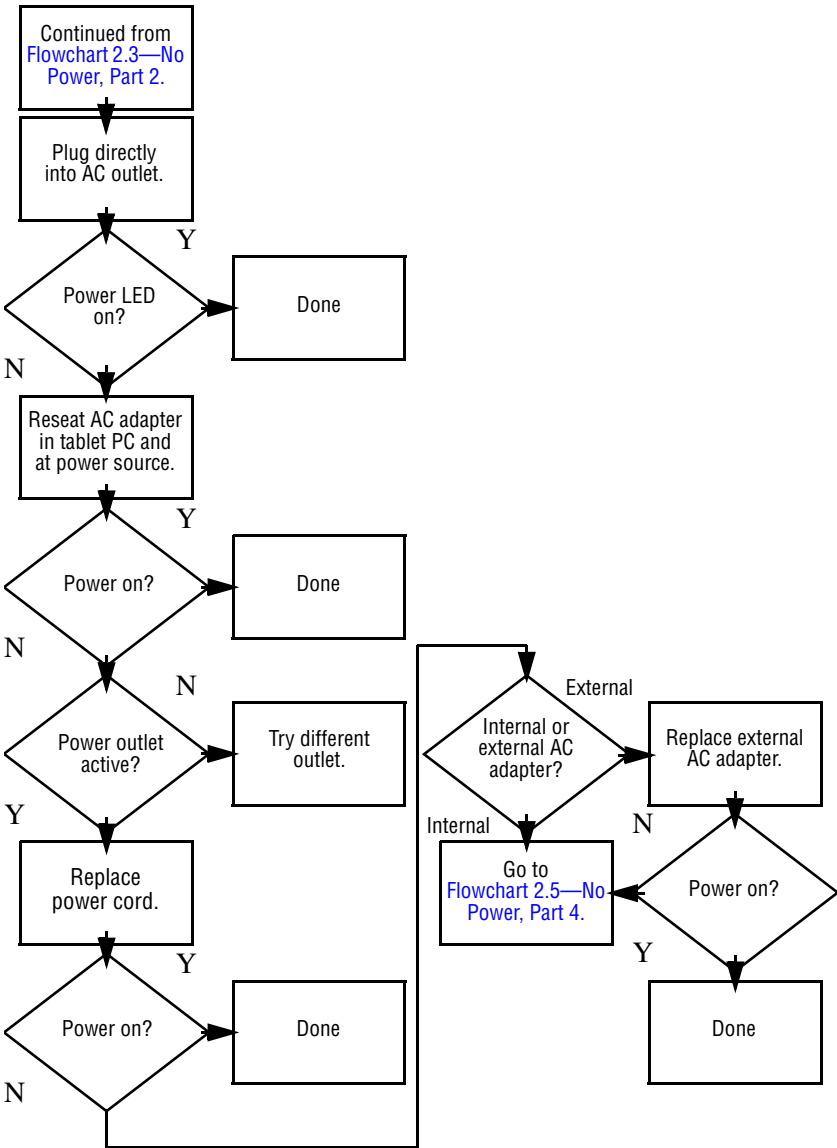 Continued from
Flowchart 2.3—No
Power, Part 2.
Plug directly
into AC outlet.
Y
Power LED
on?
Done
N
Reseat AC adapter
in tablet PC and
at power source.
Y
Power on?
Done
N
N
Power outlet
active?
Try different
outlet.
Y
Replace
power cord.
Y
Power on?
Done
N
External
Internal or
external AC
adapter?
Replace external
AC adapter.
Internal
N
Go to
Flowchart 2.5—No
Power, Part 4.
Power on?
Y
Done